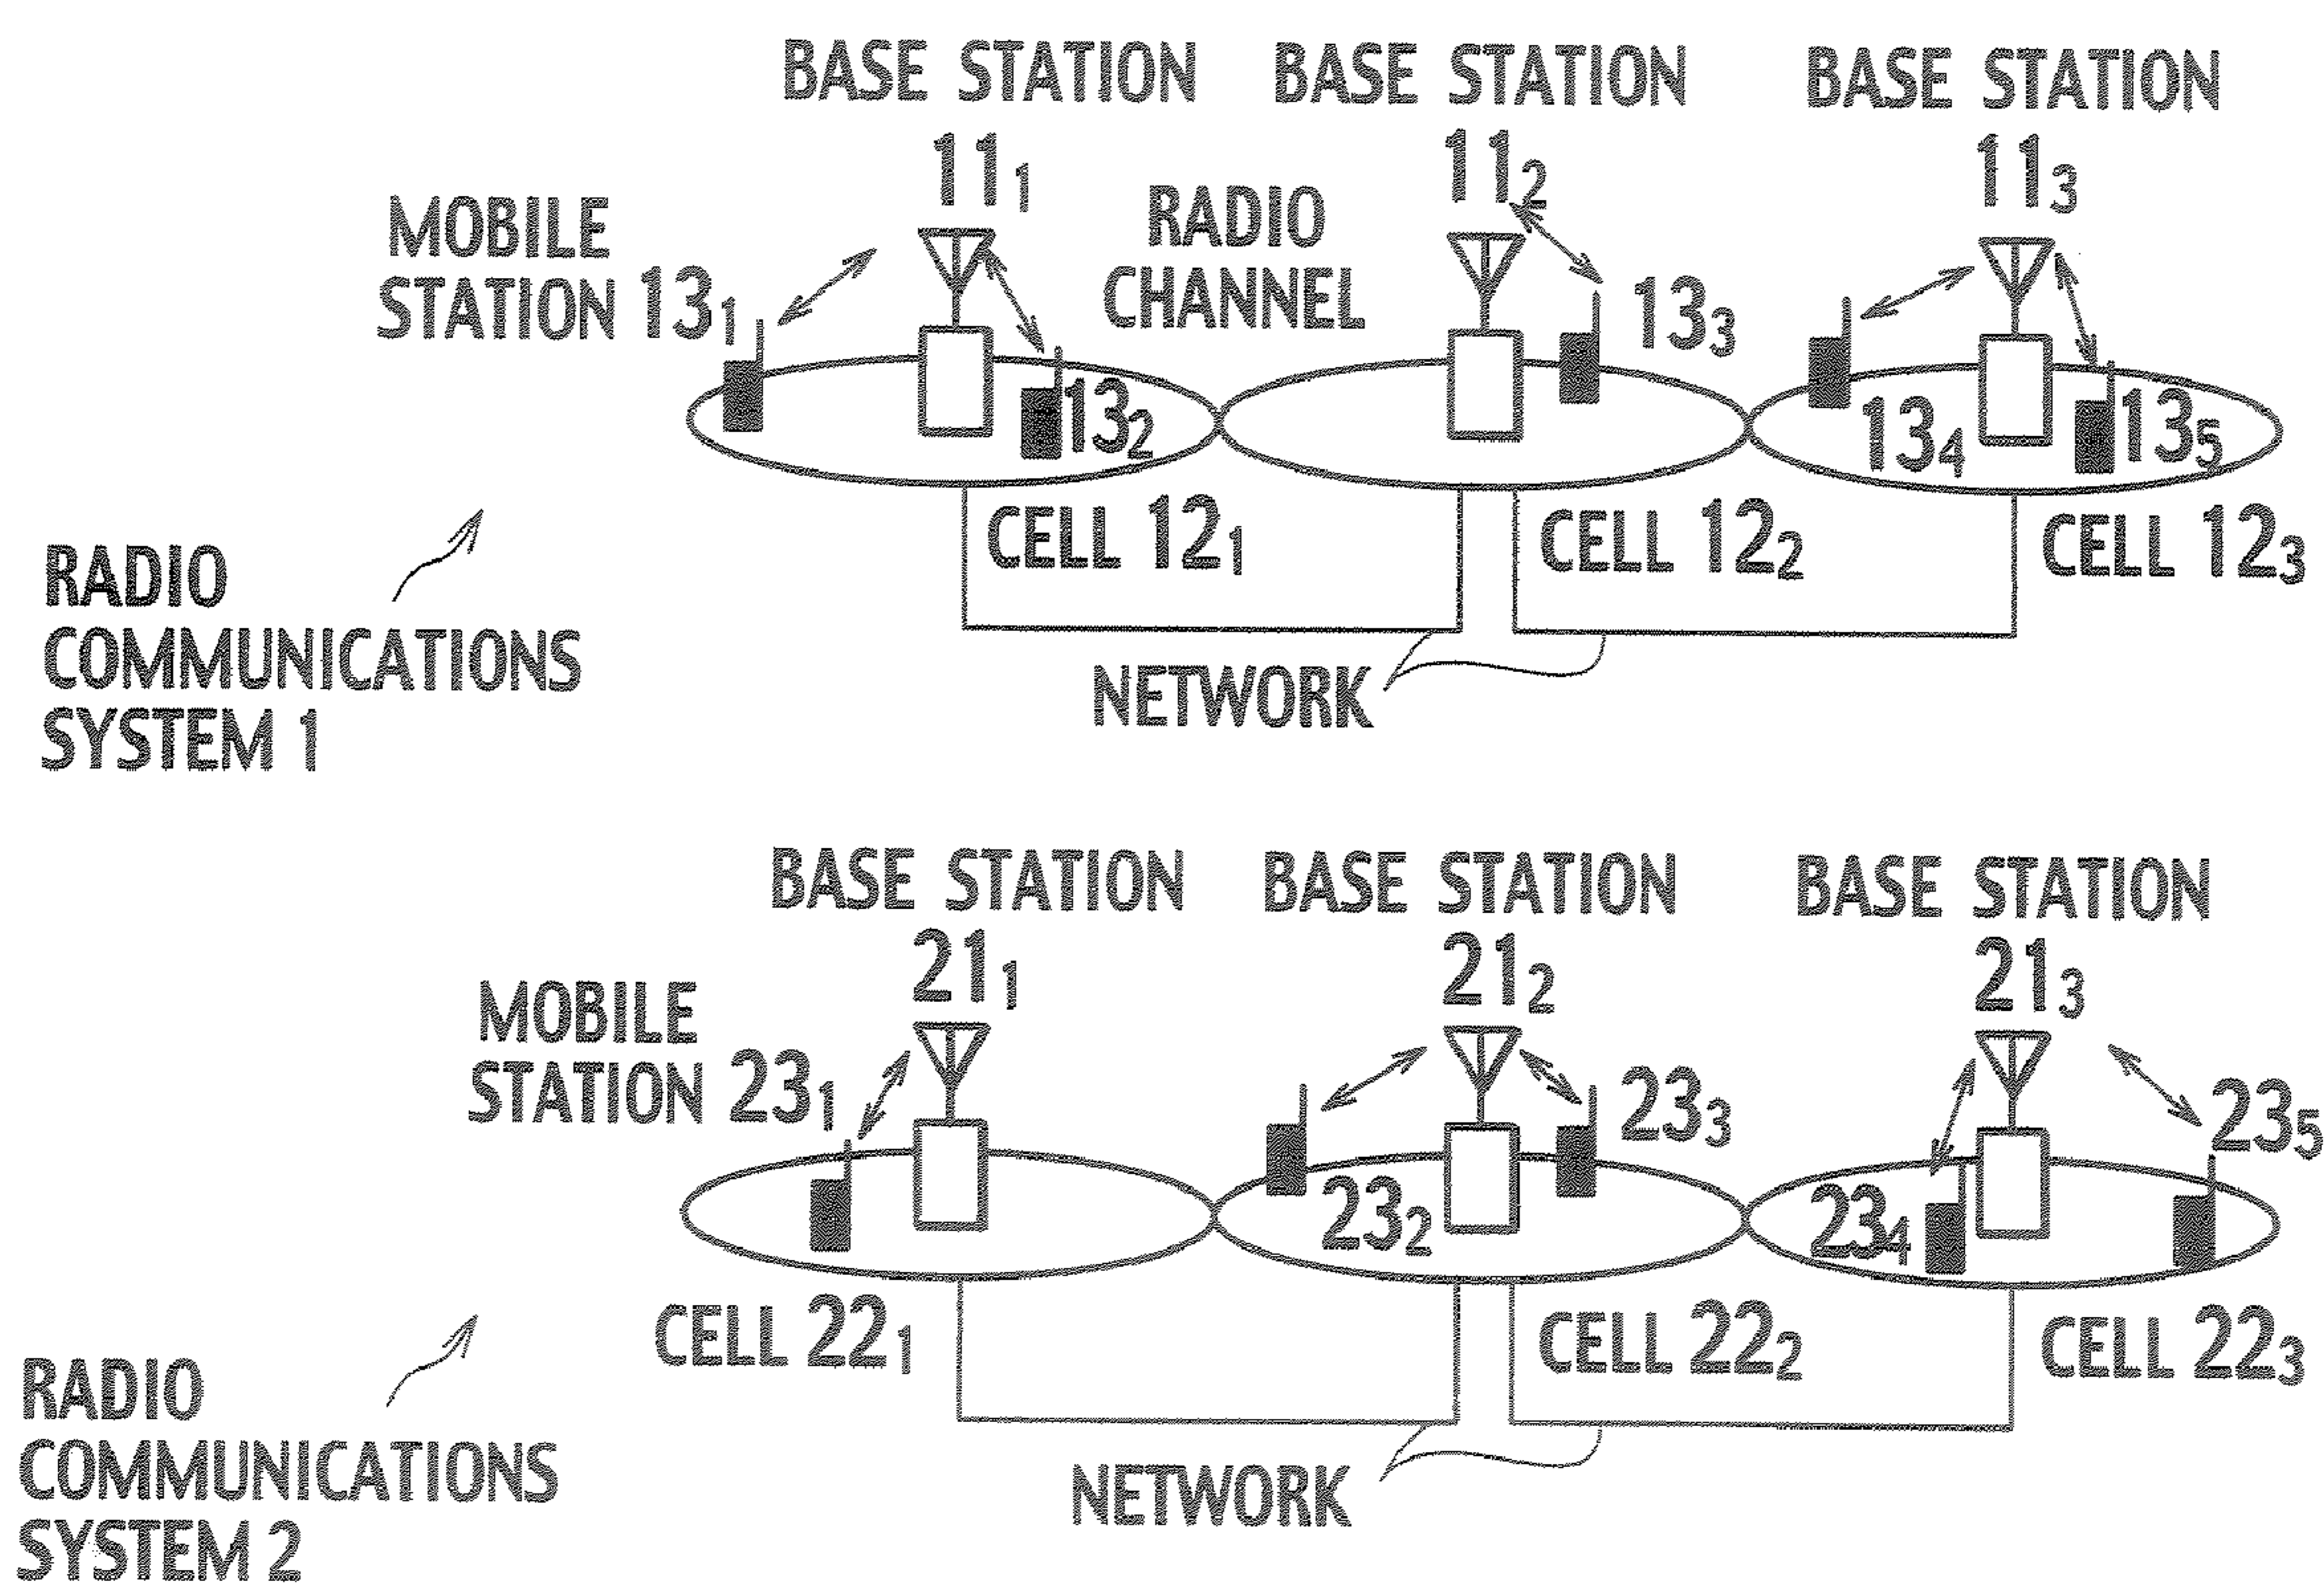 BASE STATION BASE STATION BASE STATION
11₁ 11₂ 11₃
MOBILE
STATION 13₁
RADIO
CHANNEL
13₃
13₂
13₄
13₅
CELL 12₁
CELL 12₂
CELL 12₃
RADIO
COMMUNICATIONS
SYSTEM 1
NETWORK
BASE STATION BASE STATION BASE STATION
21₁ 21₂ 21₃
MOBILE
STATION 23₁
23₃
23₅
23₂
23₄
CELL 22₁
CELL 22₂
CELL 22₃
RADIO
COMMUNICATIONS
SYSTEM 2
NETWORK